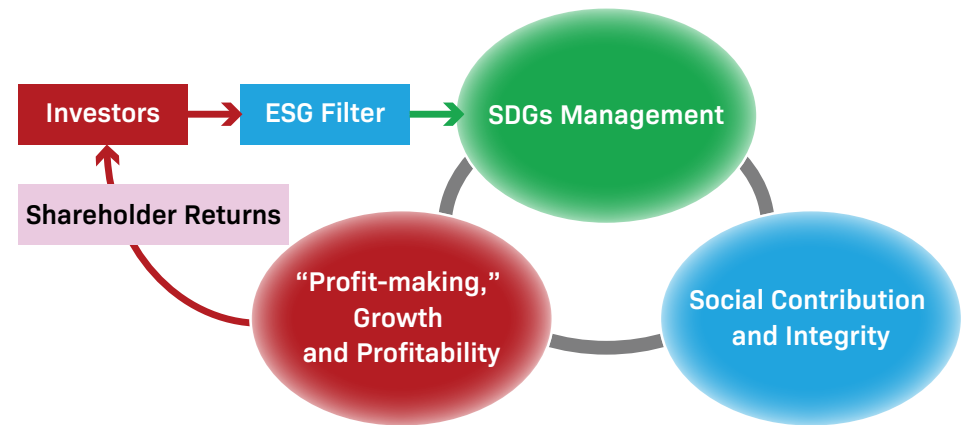 Investors
ESG Filter
SDGs Management
Shareholder Returns
“Profit-making,”
Growth
and Profitability
Social Contribution
and Integrity